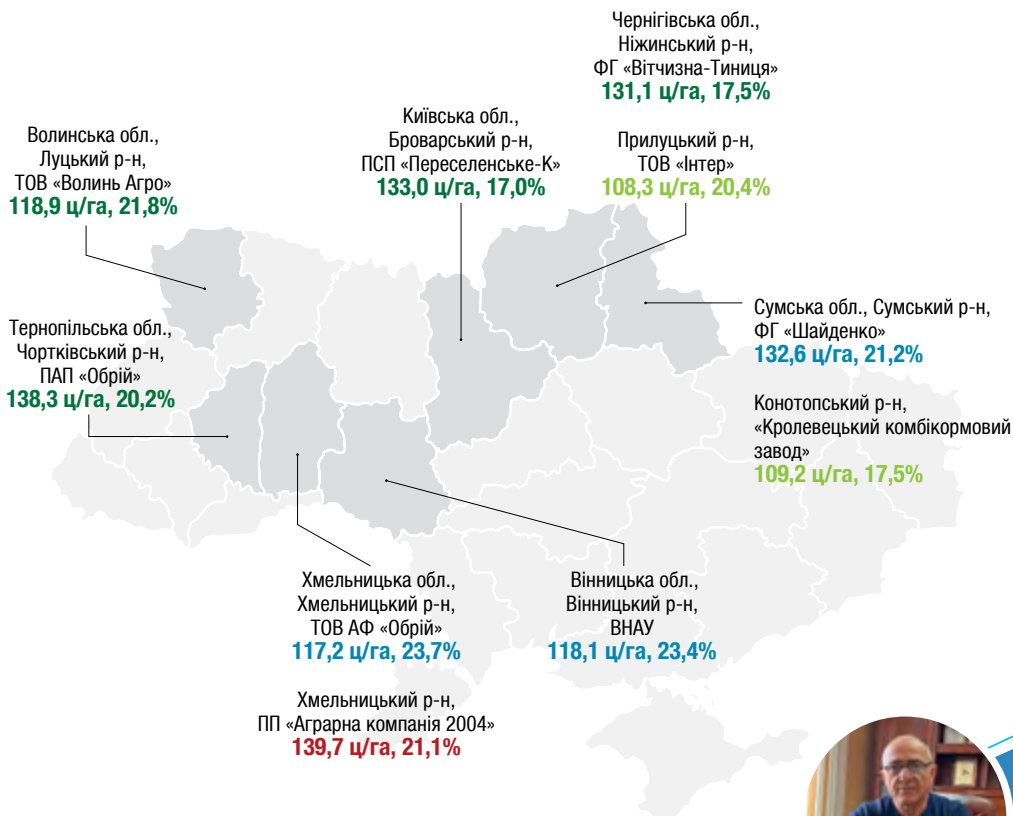 Чернігівська обл.,
Ніжинський р-н,
ФГ «Вітчизна-Тиниця»
131,1 ц/га, 17,5%
Прилуцький р-н,
ТОВ «Інтер»
108,3 ц/га, 20,4%
Київська обл.,
Броварський р-н,
ПСП «Переселенське-К»
133,0 ц/га, 17,0%
Волинська обл.,
Луцький р-н,
ТОВ «Волинь Агро»
118,9 ц/га, 21,8%
Тернопільська обл.,
Чортківський р-н,
ПАП «Обрій»
138,3 ц/га, 20,2%
Сумська обл., Сумський р-н,
ФГ «Шайденко»
132,6 ц/га, 21,2%
Конотопський р-н,
«Кролевецький комбікормовий
завод»
109,2 ц/га, 17,5%
Хмельницька обл.,
Хмельницький р-н,
ТОВ АФ «Обрій»
117,2 ц/га, 23,7%
Хмельницький р-н,
ПП «Аграрна компанія 2004»
139,7 ц/га, 21,1%
Вінницька обл.,
Вінницький р-н,
ВНАУ
118,1 ц/га, 23,4%